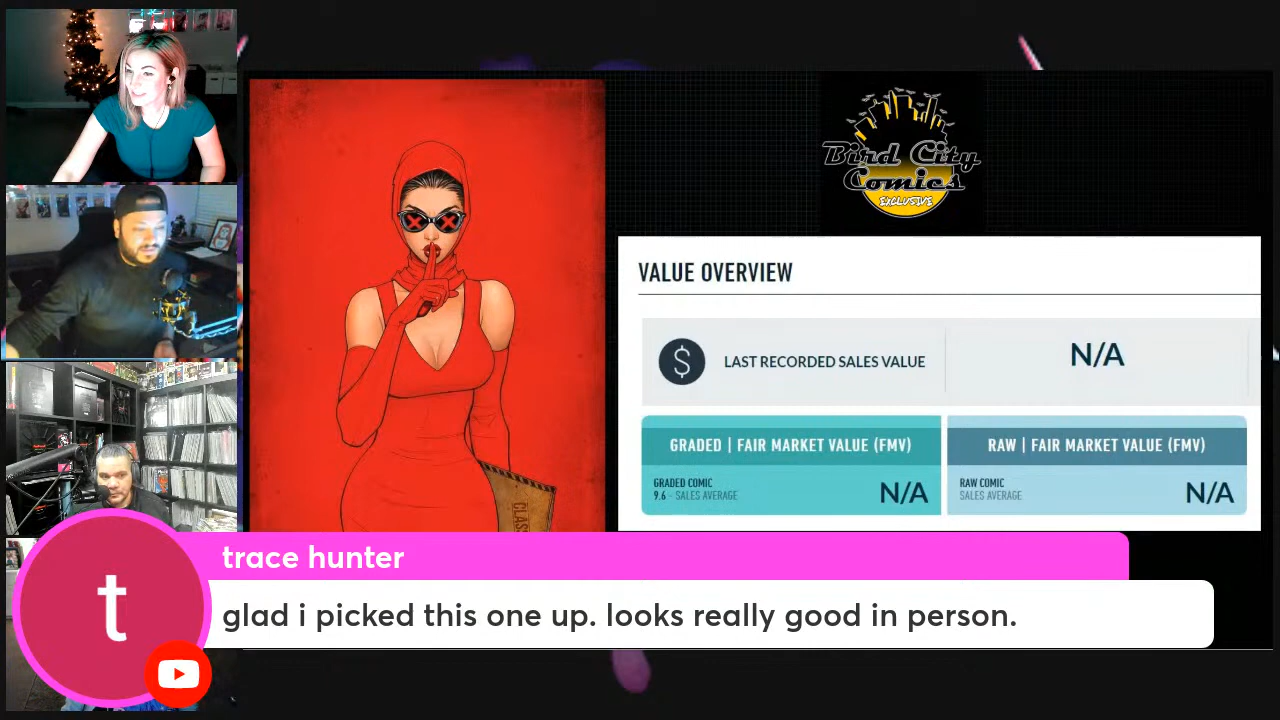 Bird City
Comics
EXCLUSIVE
VALUE OVERVIEW
$
LAST RECORDED SALES VALUE
N/A
GRADED | FAIR MARKET VALUE (FMV)
GRADED COMIC
9.6 - SALES AVERAGE
N/A
RAW | FAIR MARKET VALUE (FMV)
RAW COMIC
SALES AVERAGE
N/A
CLASS
t
trace hunter
glad i picked this one up. looks really good in person.